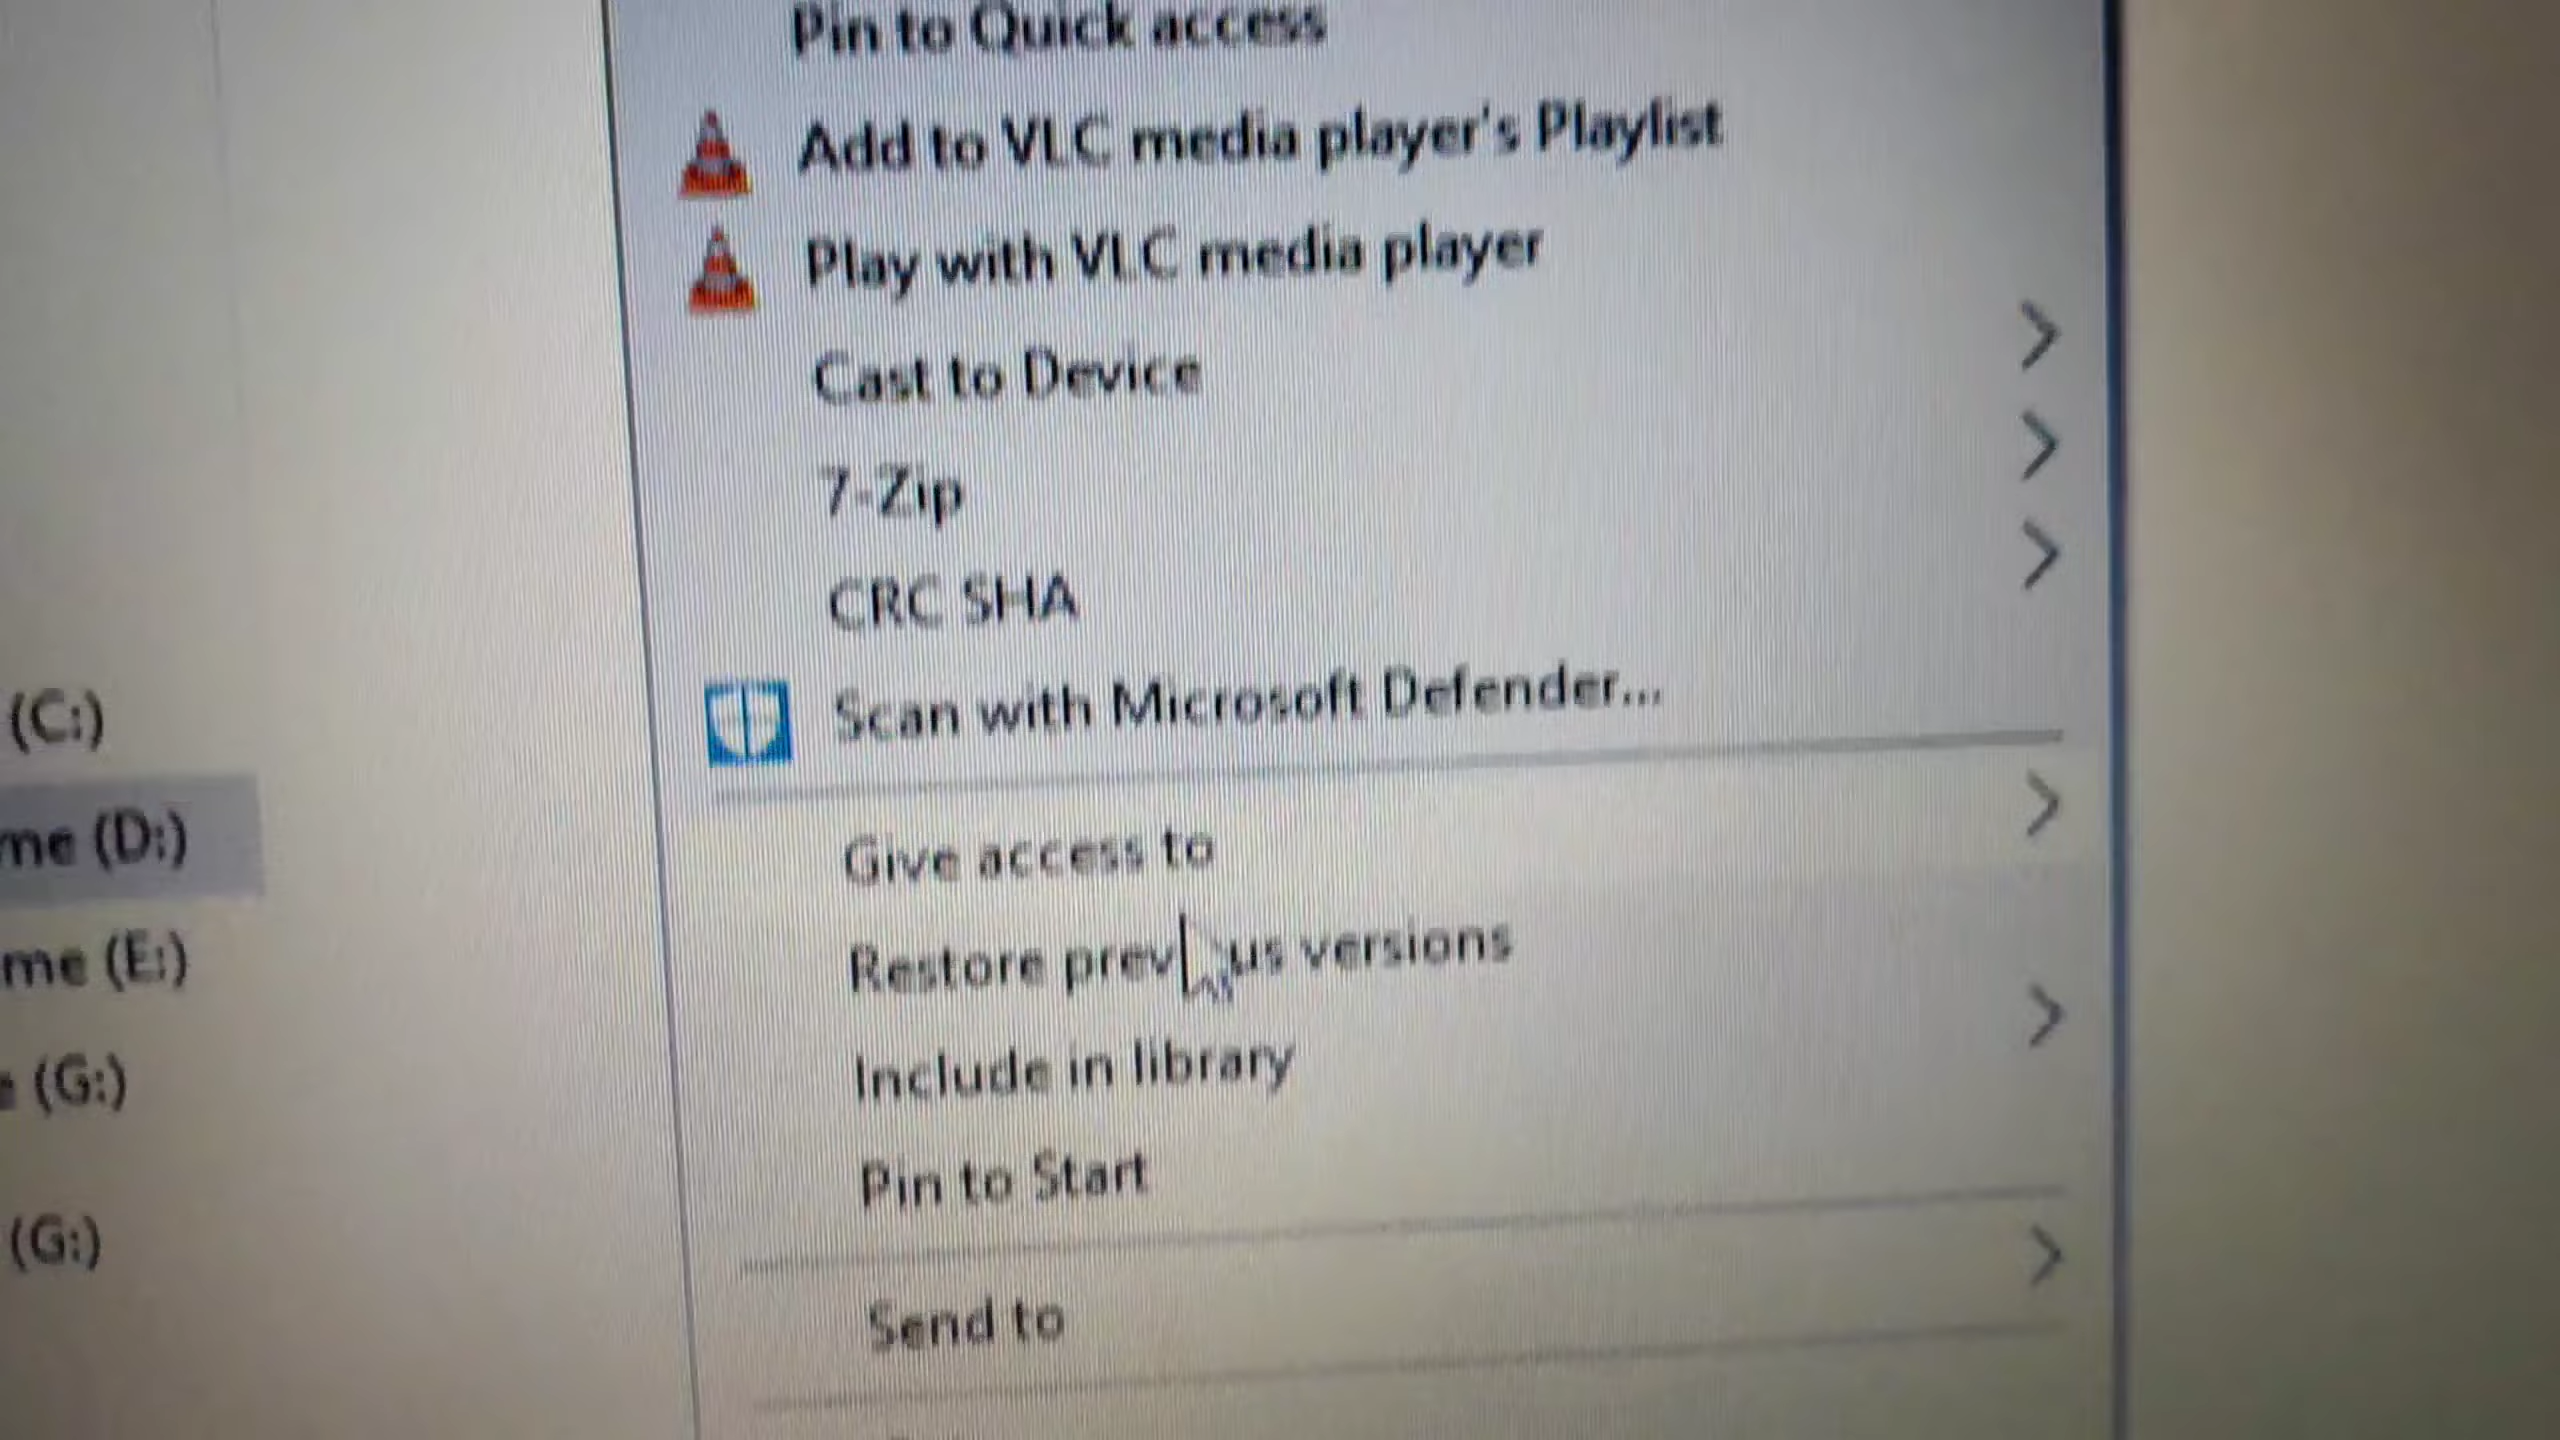 Pin to Quick access
Add to VLC media player's Playlist
Play with VLC media player
Cast to Device
7-Zip
CRC SHA
Scan with Microsoft Defender...
Give access to
Restore prev us versions
Include in library
Pin to Start
Send to
(C:)
me (D:)
me (E:)
(G:)
(G:)